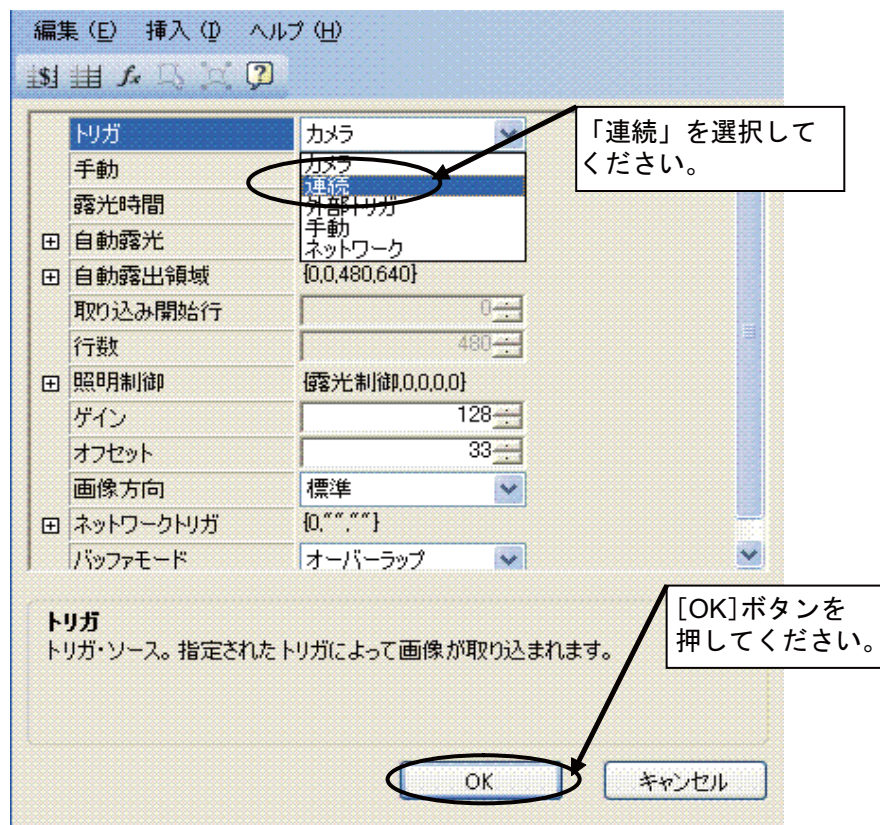 編集 (E) 挿入 (I) ヘルプ (H)
トリガ カメラ
「連続」を選択して
ください。
手動 カメラ
連続
露光時間 外部トリガ
手動
自動露光 ネットワーク
自動露出領域 {0,0,480,640}
取り込み開始行 0
行数 480
照明制御 {露光制御,0,0,0,0}
ゲイン 128
オフセット 33
画像方向 標準
ネットワークトリガ {0,"",""}
バッファモード オーバーラップ
[OK]ボタンを
押してください。
トリガ
トリガ・ソース。指定されたトリガによって画像が取り込まれます。
OK キャンセル